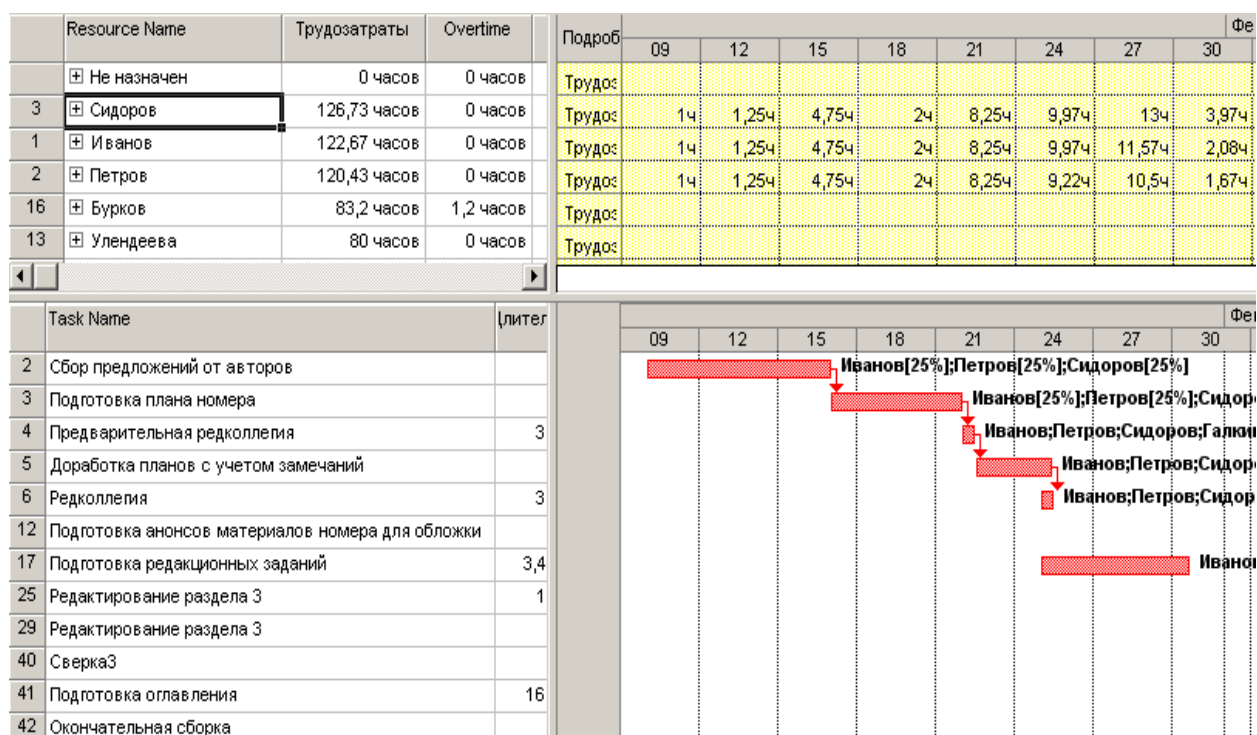 Resource Name Трудозатраты Overtime Подроб Фе
09 12 15 18 21 24 27 30
Не назначен 0 часов 0 часов Трудоз
3 Сидоров 126,73 часов 0 часов Трудоз 1ч 1,25ч 4,75ч 2ч 8,25ч 9,97ч 13ч 3,97ч
1 Иванов 122,67 часов 0 часов Трудоз 1ч 1,25ч 4,75ч 2ч 8,25ч 9,97ч 11,57ч 2,08ч
2 Петров 120,43 часов 0 часов Трудоз 1ч 1,25ч 4,75ч 2ч 8,25ч 9,22ч 10,5ч 1,67ч
16 Бурков 83,2 часов 1,2 часов Трудоз
13 Улендеева 80 часов 0 часов Трудоз
Task Name Длител Фе
09 12 15 18 21 24 27 30
2 Сбор предложений от авторов Иванов[25%];Петров[25%];Сидоров[25%]
3 Подготовка плана номера Иванов[25%];Петров[25%];Сидор
4 Предварительная редколлегия 3 Иванов;Петров;Сидоров;Галки
5 Доработка планов с учетом замечаний Иванов;Петров;Сидор
6 Редколлегия 3 Иванов;Петров;Сидор
12 Подготовка анонсов материалов номера для обложки
17 Подготовка редакционных заданий 3,4 Ивано
25 Редактирование раздела 3 1
29 Редактирование раздела 3
40 Сверка3
41 Подготовка оглавления 16
42 Окончательная сборка